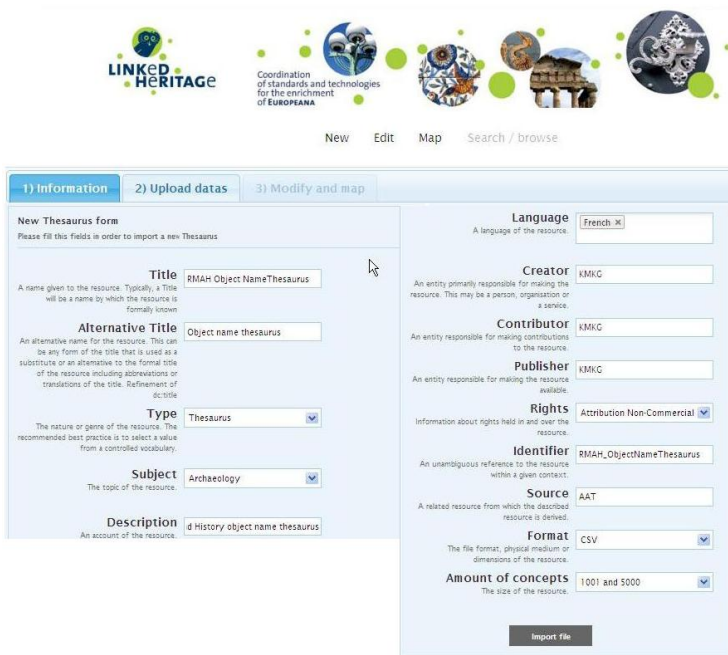 LINKED
HERITAGE
Coordination
of standards and technologies
for the enrichment
of EUROPEANA
New Edit Map Search / browse
1) Information 2) Upload datas 3) Modify and map
New Thesaurus form
Please fill this fields in order to import a new Thesaurus
Title RMAH Object NameThesaurus
A name given to the resource. Typically, a Title
will be a name by which the resource is
formally known
Alternative Title Object name thesaurus
An alternative name for the resource. This can
be any form of the title that is used as a
substitute or an alternative to the formal title
of the resource including abbreviations or
translations of the title. Refinement of
dc:title
Type Thesaurus
The nature or genre of the resource. The
recommended best practice is to select a value
from a controlled vocabulary.
Subject Archaeology
The topic of the resource.
Description d History object name thesaurus
An account of the resource.
Language French ×
A language of the resource.
Creator KMKG
An entity primarily responsible for making the
resource. This may be a person, organisation or
a service.
Contributor KMKG
An entity responsible for making contributions
to the resource.
Publisher KMKG
An entity responsible for making the resource
available.
Rights Attribution Non-Commercial
Information about rights held in and over the
resource.
Identifier RMAH_ObjectNameThesaurus
An unambiguous reference to the resource
within a given context.
Source AAT
A related resource from which the described
resource is derived.
Format CSV
The file format, physical medium or
dimensions of the resource.
Amount of concepts 1001 and 5000
The size of the resource.
Import file